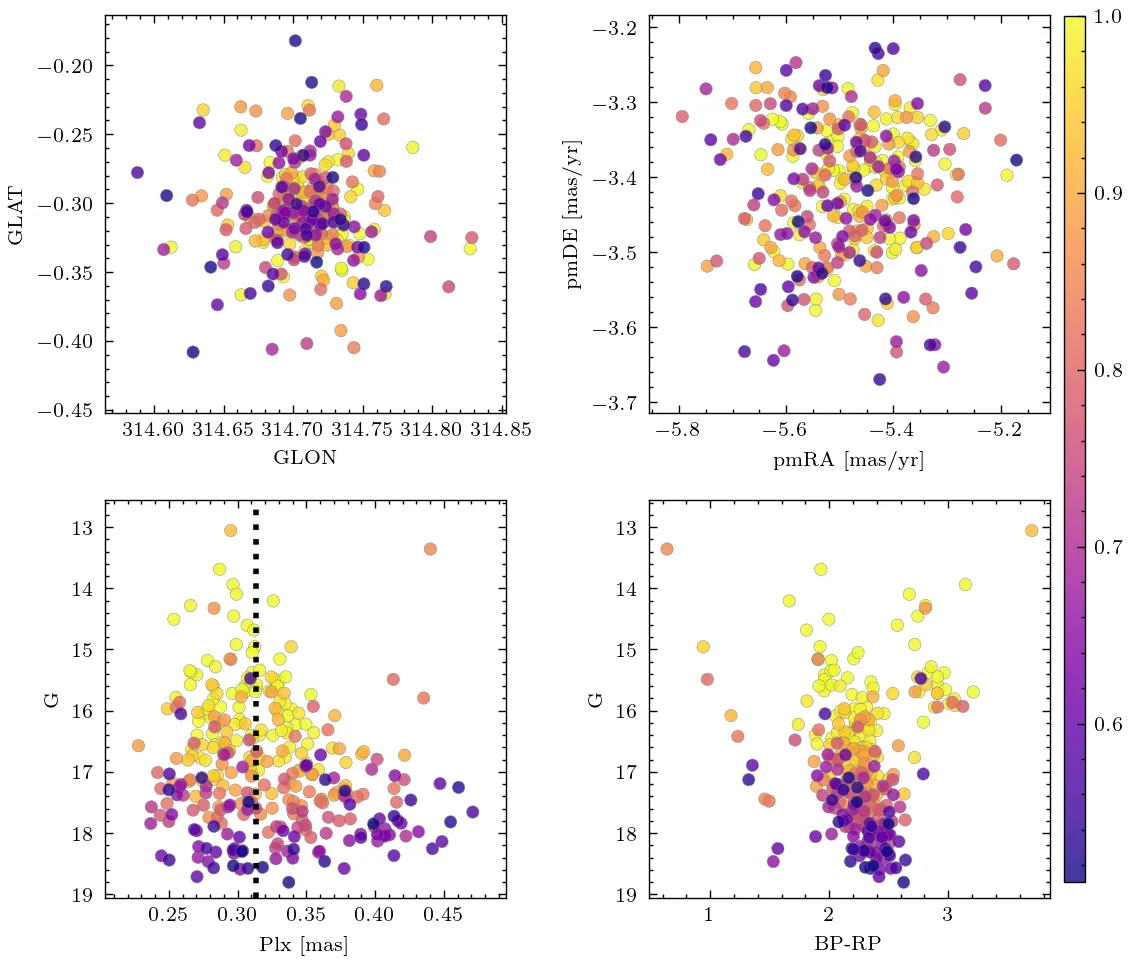 −0.20
−0.25
−0.30
−0.35
−0.40
−0.45
GLAT
314.60 314.65 314.70 314.75 314.80 314.85
GLON
−3.2
−3.3
−3.4
−3.5
−3.6
−3.7
pmDE [mas/yr]
−5.8 −5.6 −5.4 −5.2
pmRA [mas/yr]
1.0
0.9
0.8
0.7
0.6
13
14
15
16
17
18
19
G
0.25 0.30 0.35 0.40 0.45
Plx [mas]
13
14
15
16
17
18
19
G
1 2 3
BP-RP